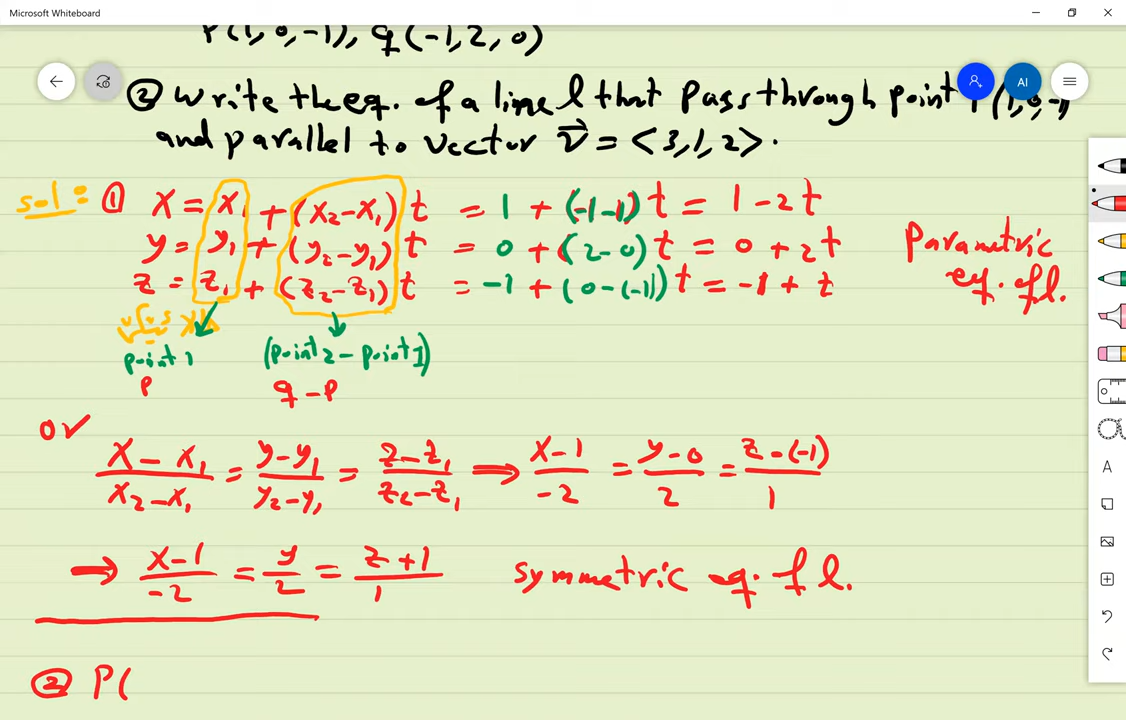 Microsoft Whiteboard
P(1, 0, -1), q(-1, 2, 0)
② Write the eq. of a line l that pass through point P(1, 0, -1)
AI
and parallel to vector v⃗ = <3, 1, 2>.
sol: ① x = x₁ + (x₂-x₁) t = 1 + (-1-1) t = 1 - 2t
y = y₁ + (y₂-y₁) t = 0 + (2-0) t = 0 + 2t
z = z₁ + (z₂-z₁) t = -1 + (0-(-1)) t = -1 + t
Parametric
eq. of l.
point 1
(point 2 - point 1)
P
q - P
or
(x-x₁)/(x₂-x₁) = (y-y₁)/(y₂-y₁) = (z-z₁)/(z₂-z₁) ⟹ (x-1)/-2 = (y-0)/2 = (z-(-1))/1
→ (x-1)/-2 = y/2 = (z+1)/1 symmetric eq. of l.
② P(
A